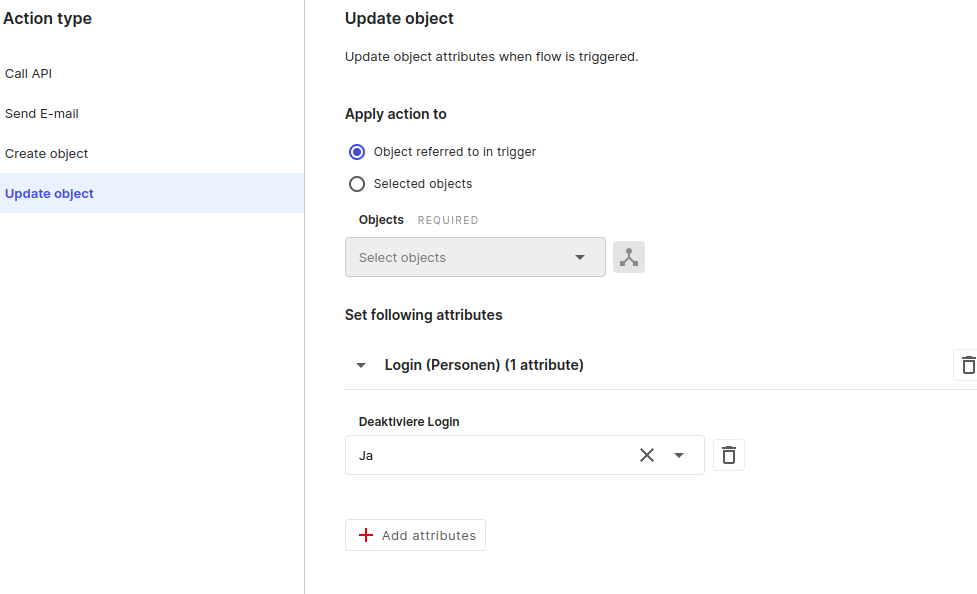 Action type
Call API
Send E-mail
Create object
Update object
Update object
Update object attributes when flow is triggered.
Apply action to
Object referred to in trigger
Selected objects
Objects REQUIRED
Select objects
Set following attributes
Login (Personen) (1 attribute)
Deaktiviere Login
Ja
Add attributes